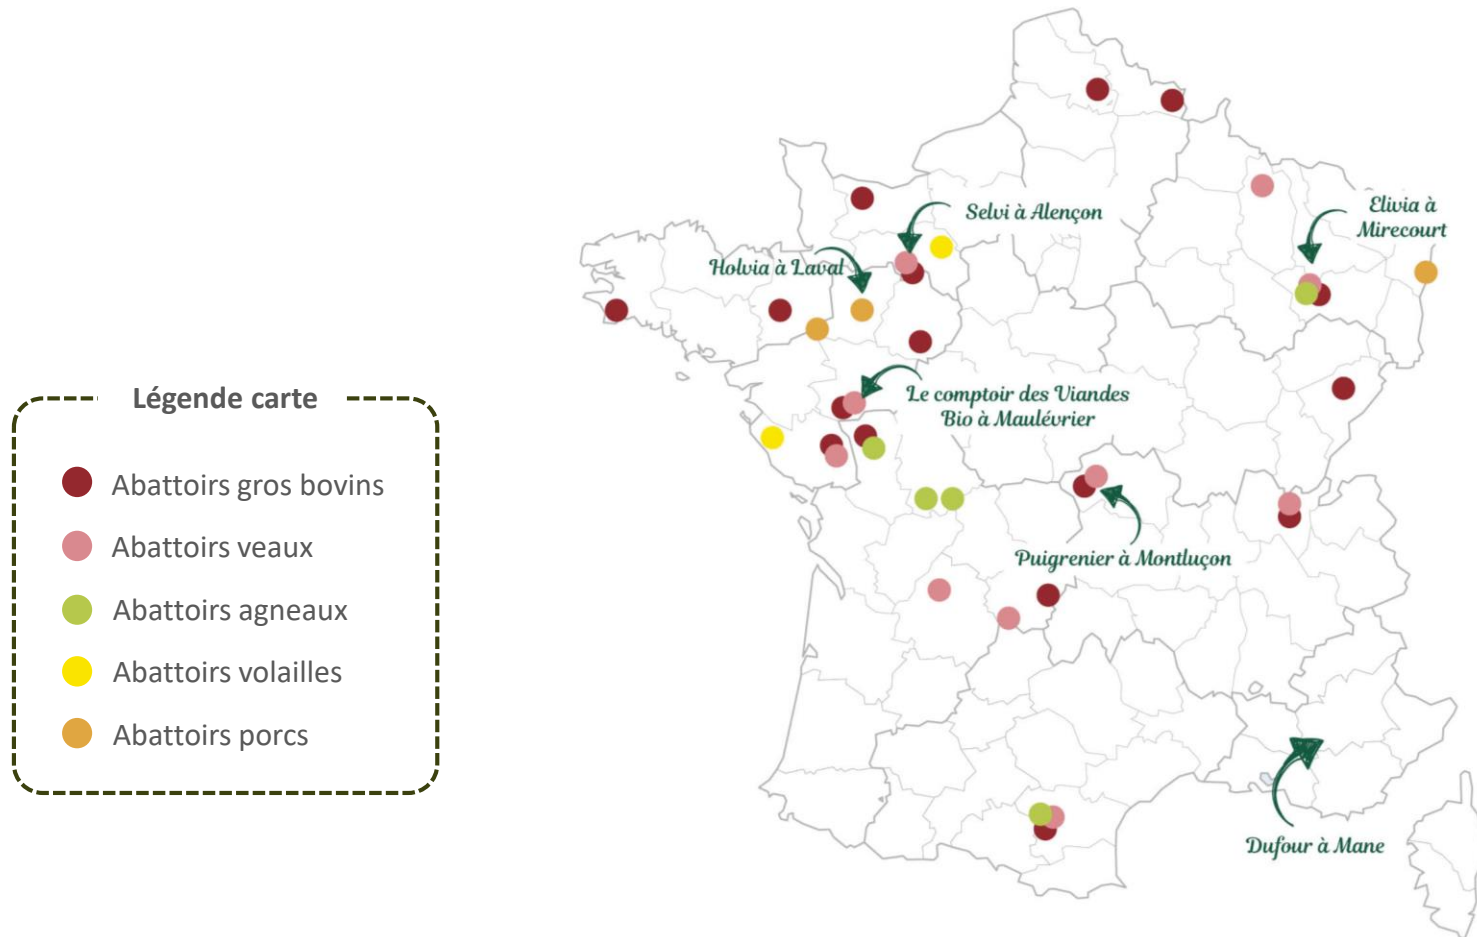 Légende carte
Abattoirs gros bovins
Abattoirs veaux
Abattoirs agneaux
Abattoirs volailles
Abattoirs porcs
Selvi à Alençon
Elivia à
Mirecourt
Holvia à Laval
Le comptoir des Viandes
Bio à Maulévrier
Puigrenier à Montluçon
Dufour à Mane